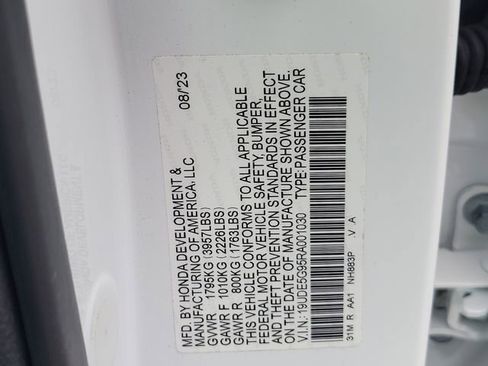 MFD. BY HONDA DEVELOPMENT & 08/23
MANUFACTURING OF AMERICA, LLC
GVWR 1795KG (3957LBS)
GAWR F 1010KG (2226LBS)
GAWR R 800KG (1763LBS)
THIS VEHICLE CONFORMS TO ALL APPLICABLE
FEDERAL MOTOR VEHICLE SAFETY, BUMPER,
AND THEFT PREVENTION STANDARDS IN EFFECT
ON THE DATE OF MANUFACTURE SHOWN ABOVE.
V.I.N.: 19UDE5G95RA001030 TYPE: PASSENGER CAR
31M R AA1 NH883P V A